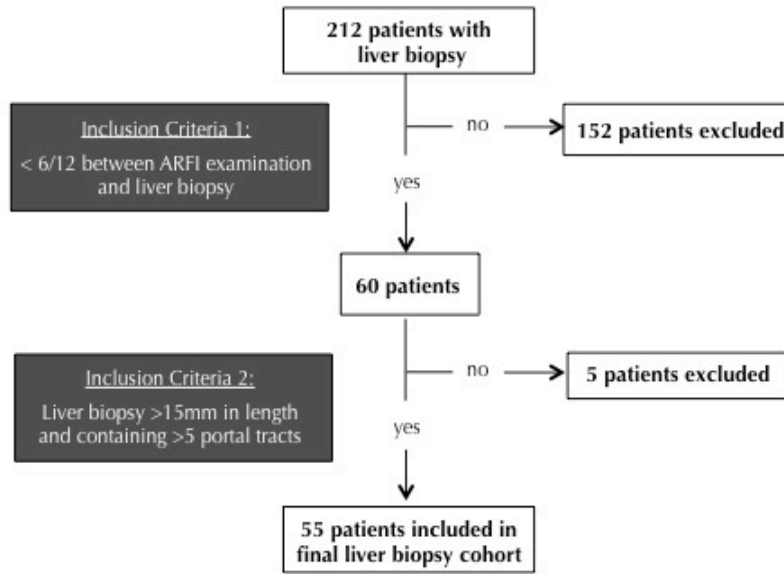 212 patients with
liver biopsy
Inclusion Criteria 1:
< 6/12 between ARFI examination
and liver biopsy
no
152 patients excluded
yes
60 patients
Inclusion Criteria 2:
Liver biopsy >15mm in length
and containing >5 portal tracts
no
5 patients excluded
yes
55 patients included in
final liver biopsy cohort